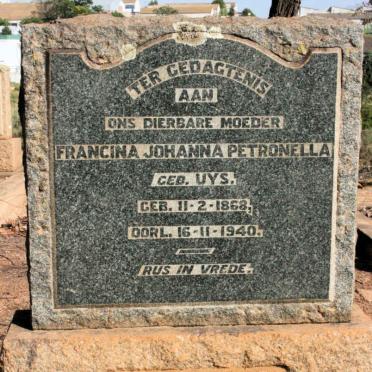 TER GEDAGTENIS
AAN
ONS DIERBARE MOEDER
FRANCINA JOHANNA PETRONELLA
GEB. UYS.
GEB. 11-2-1868,
OORL. 16-11-1940.
RUS IN VREDE.